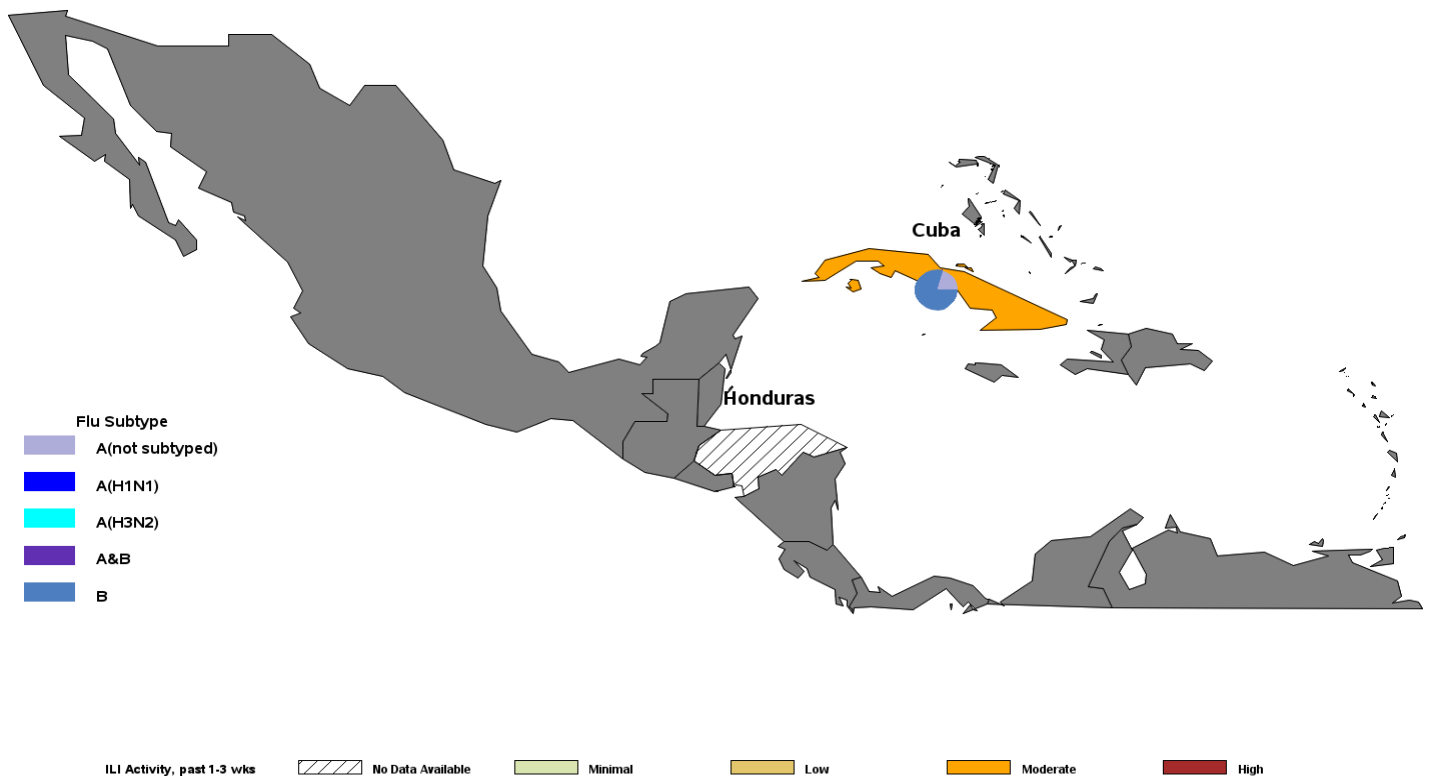 Cuba
Honduras
Flu Subtype
A(not subtyped)
A(H1N1)
A(H3N2)
A&B
B
ILI Activity, past 1-3 wks No Data Available Minimal Low Moderate High